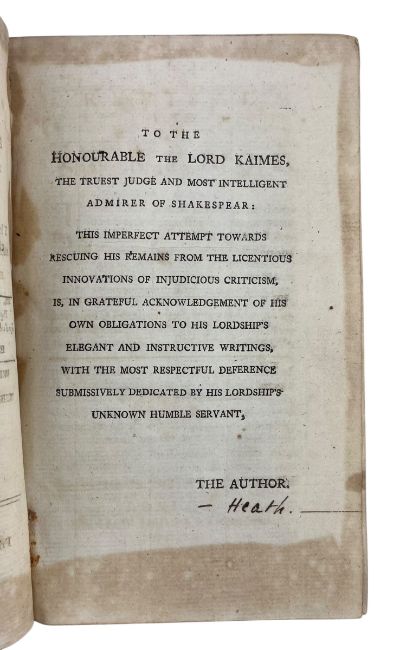 TO THE
HONOURABLE THE LORD KAIMES,
THE TRUEST JUDGE AND MOST INTELLIGENT
ADMIRER OF SHAKESPEAR:
THIS IMPERFECT ATTEMPT TOWARDS
RESCUING HIS REMAINS FROM THE LICENTIOUS
INNOVATIONS OF INJUDICIOUS CRITICISM,
IS, IN GRATEFUL ACKNOWLEDGEMENT OF HIS
OWN OBLIGATIONS TO HIS LORDSHIP'S
ELEGANT AND INSTRUCTIVE WRITINGS,
WITH THE MOST RESPECTFUL DEFERENCE
SUBMISSIVELY DEDICATED BY HIS LORDSHIP'S
UNKNOWN HUMBLE SERVANT,
THE AUTHOR.
— Heath.